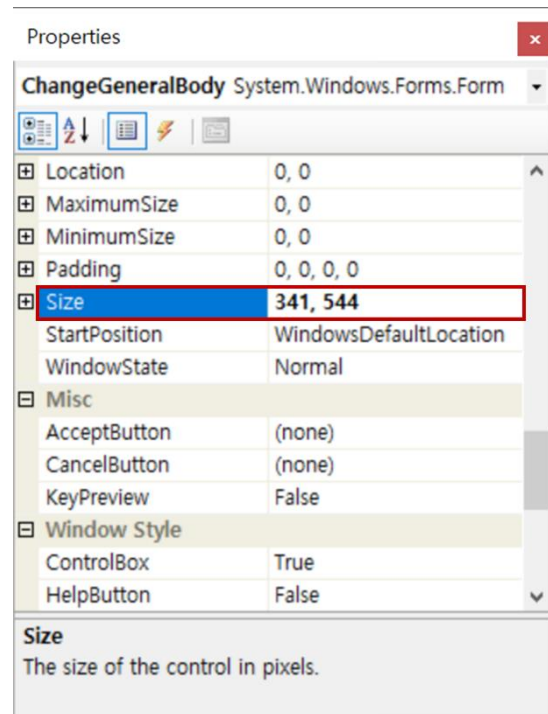 Properties
ChangeGeneralBody System.Windows.Forms.Form
Location 0, 0
MaximumSize 0, 0
MinimumSize 0, 0
Padding 0, 0, 0, 0
Size 341, 544
StartPosition WindowsDefaultLocation
WindowState Normal
Misc
AcceptButton (none)
CancelButton (none)
KeyPreview False
Window Style
ControlBox True
HelpButton False
Size
The size of the control in pixels.